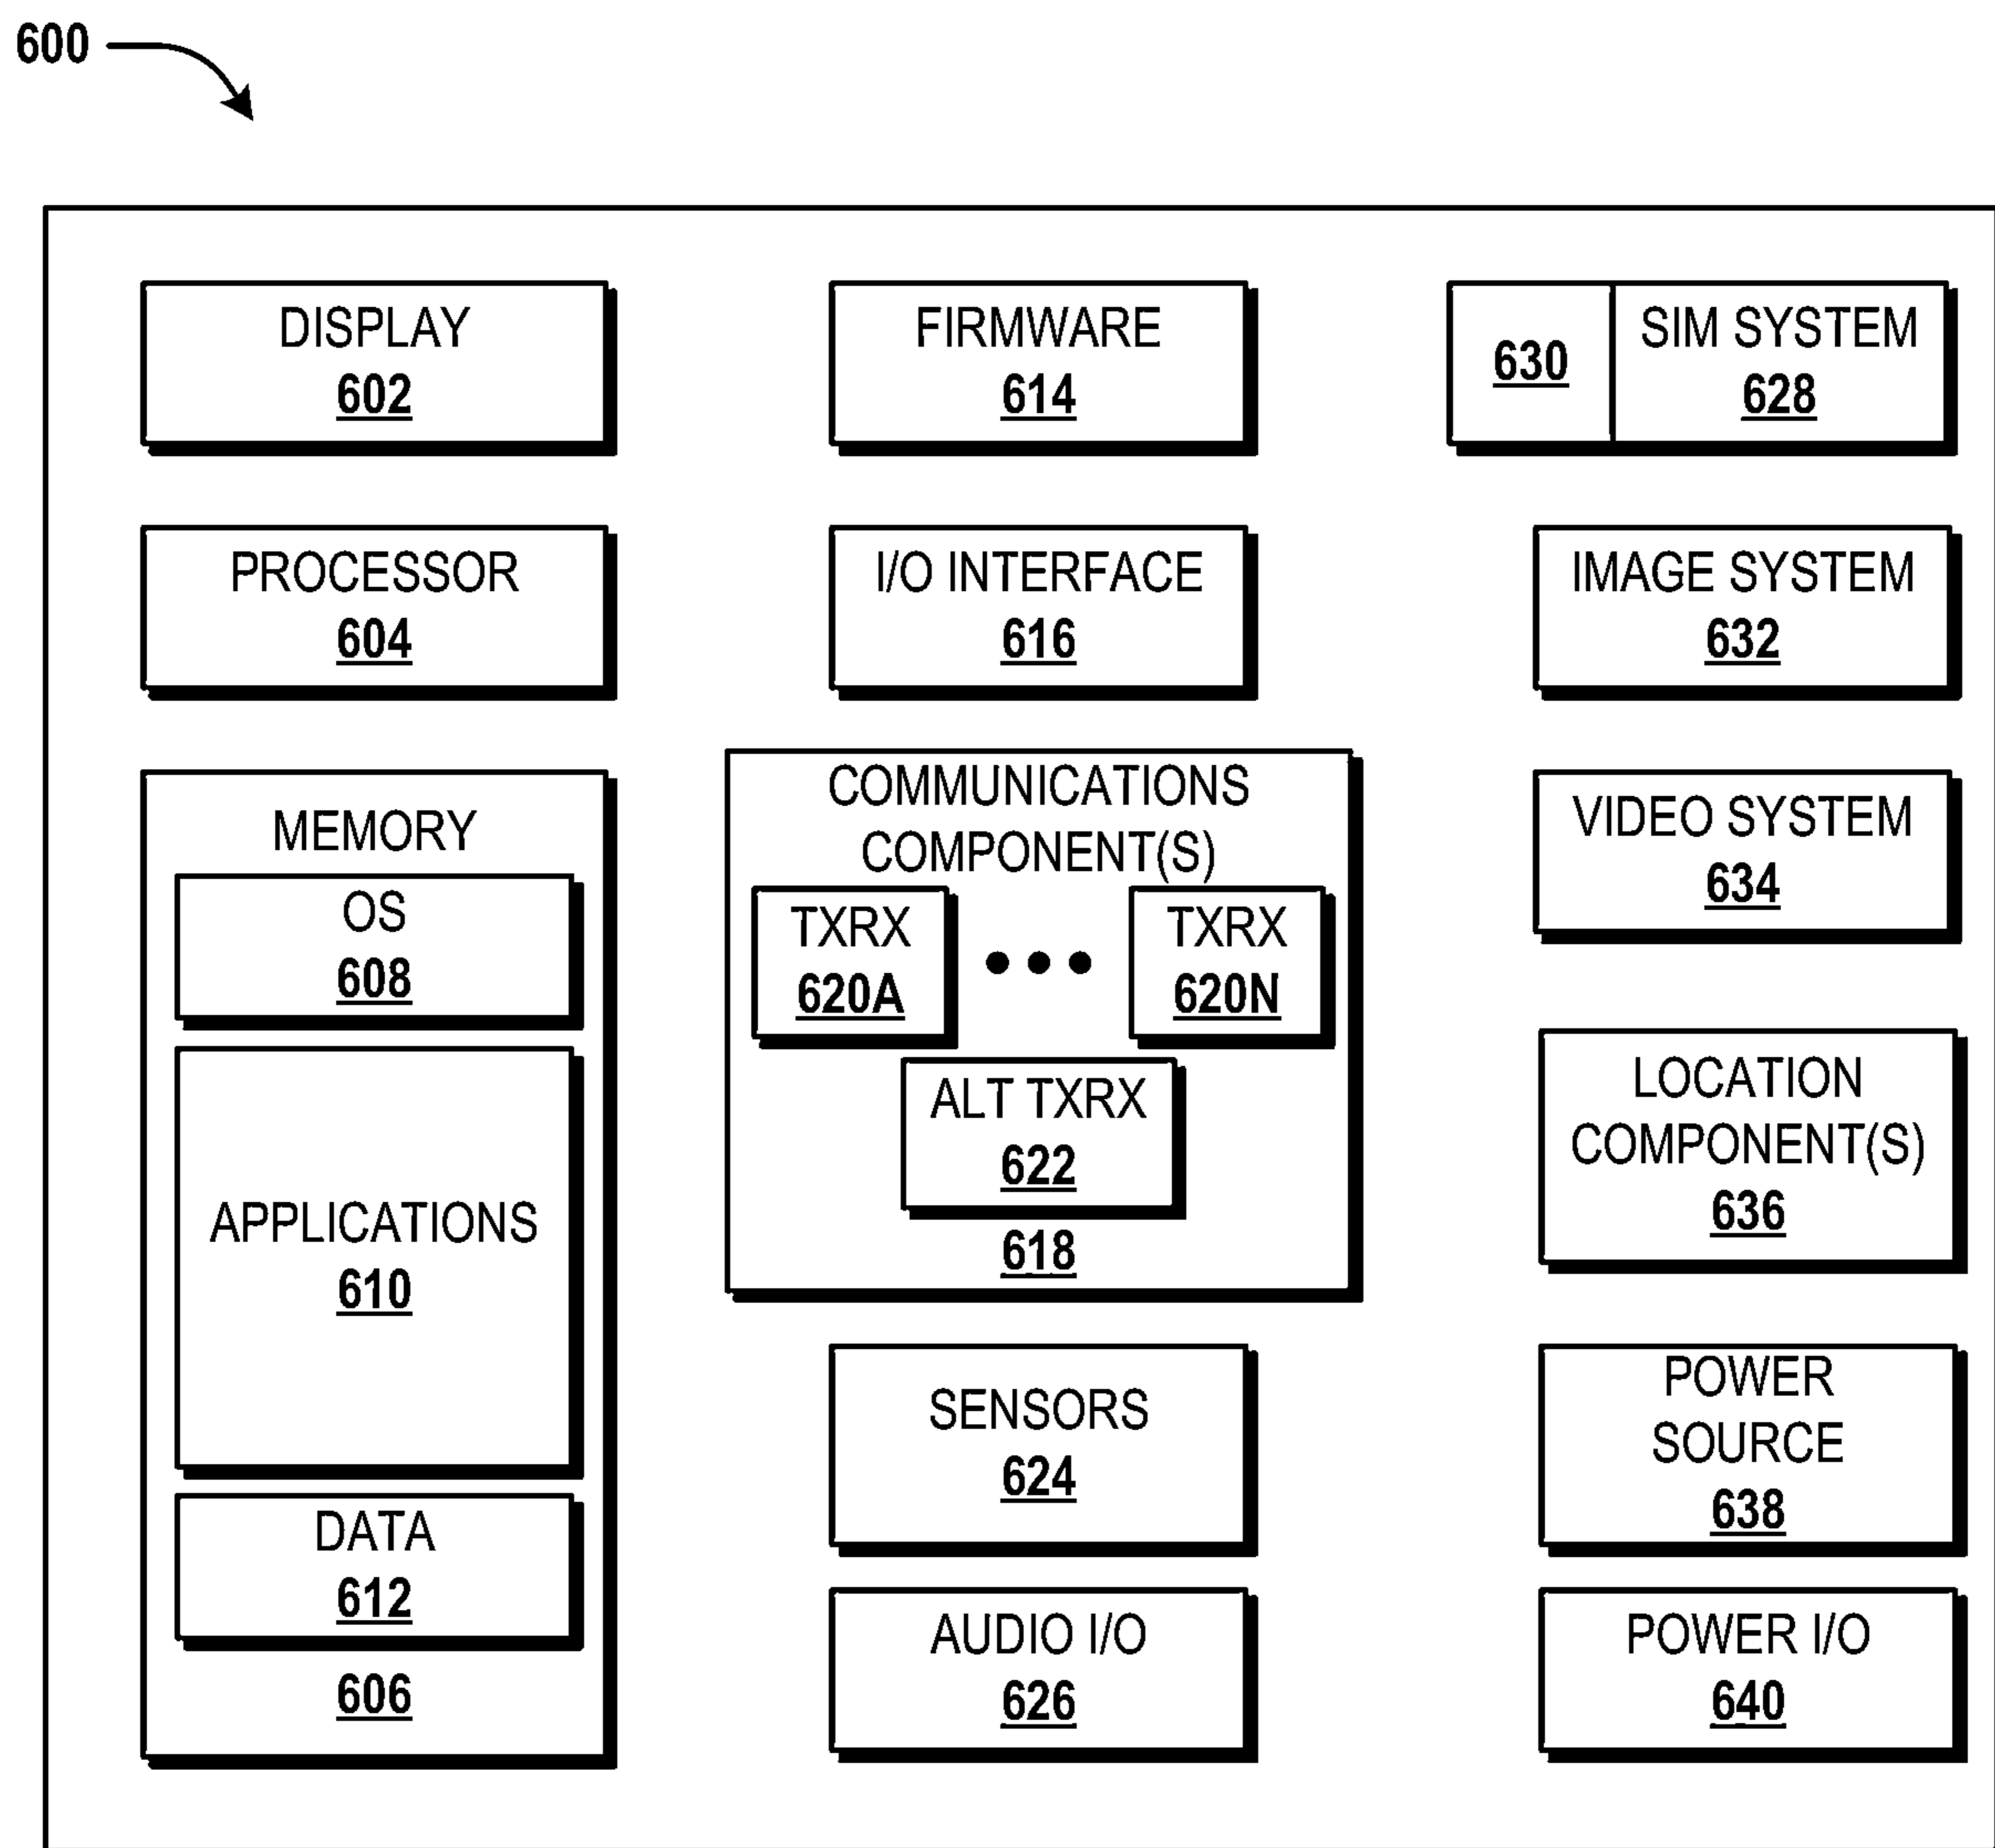 600
DISPLAY
602
PROCESSOR
604
MEMORY
OS
608
APPLICATIONS
610
DATA
612
606
FIRMWARE
614
I/O INTERFACE
616
COMMUNICATIONS
COMPONENT(S)
TXRX
620A
TXRX
620N
ALT TXRX
622
618
SENSORS
624
AUDIO I/O
626
630
SIM SYSTEM
628
IMAGE SYSTEM
632
VIDEO SYSTEM
634
LOCATION
COMPONENT(S)
636
POWER
SOURCE
638
POWER I/O
640